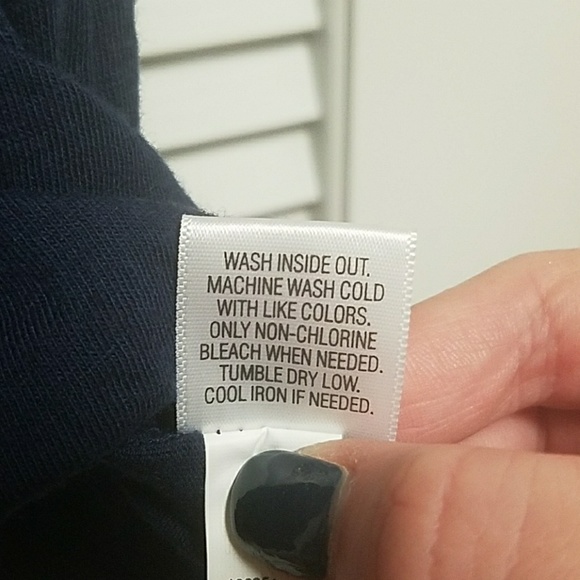 WASH INSIDE OUT.
MACHINE WASH COLD
WITH LIKE COLORS.
ONLY NON-CHLORINE
BLEACH WHEN NEEDED.
TUMBLE DRY LOW.
COOL IRON IF NEEDED.